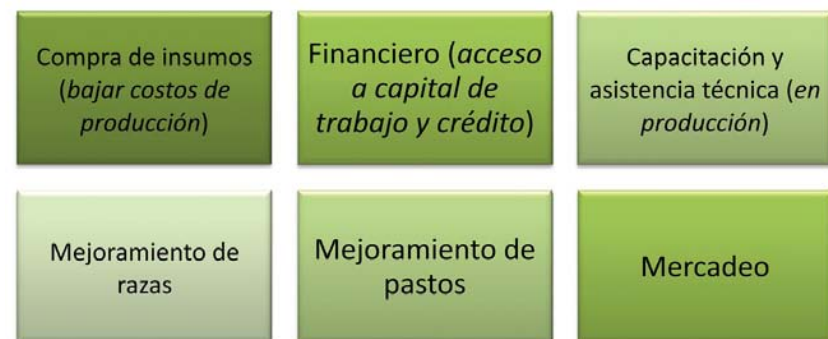 Compra de insumos
(bajar costos de
producción)
Financiero (acceso
a capital de
trabajo y crédito)
Capacitación y
asistencia técnica (en
producción)
Mejoramiento de
razas
Mejoramiento de
pastos
Mercadeo